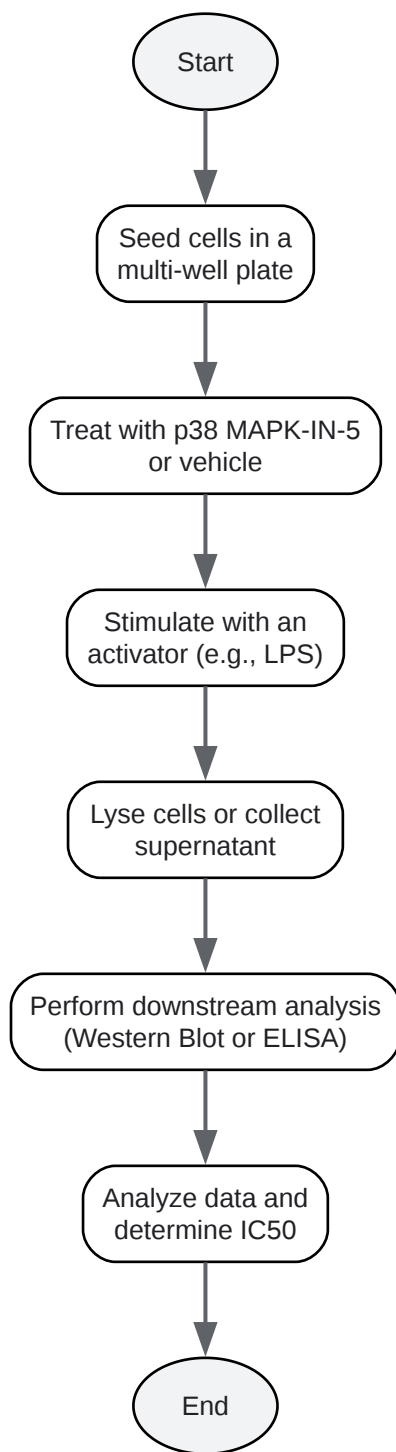 Start
Seed cells in a
multi-well plate
Treat with p38 MAPK-IN-5
or vehicle
Stimulate with an
activator (e.g., LPS)
Lyse cells or collect
supernatant
Perform downstream analysis
(Western Blot or ELISA)
Analyze data and
determine IC50
End